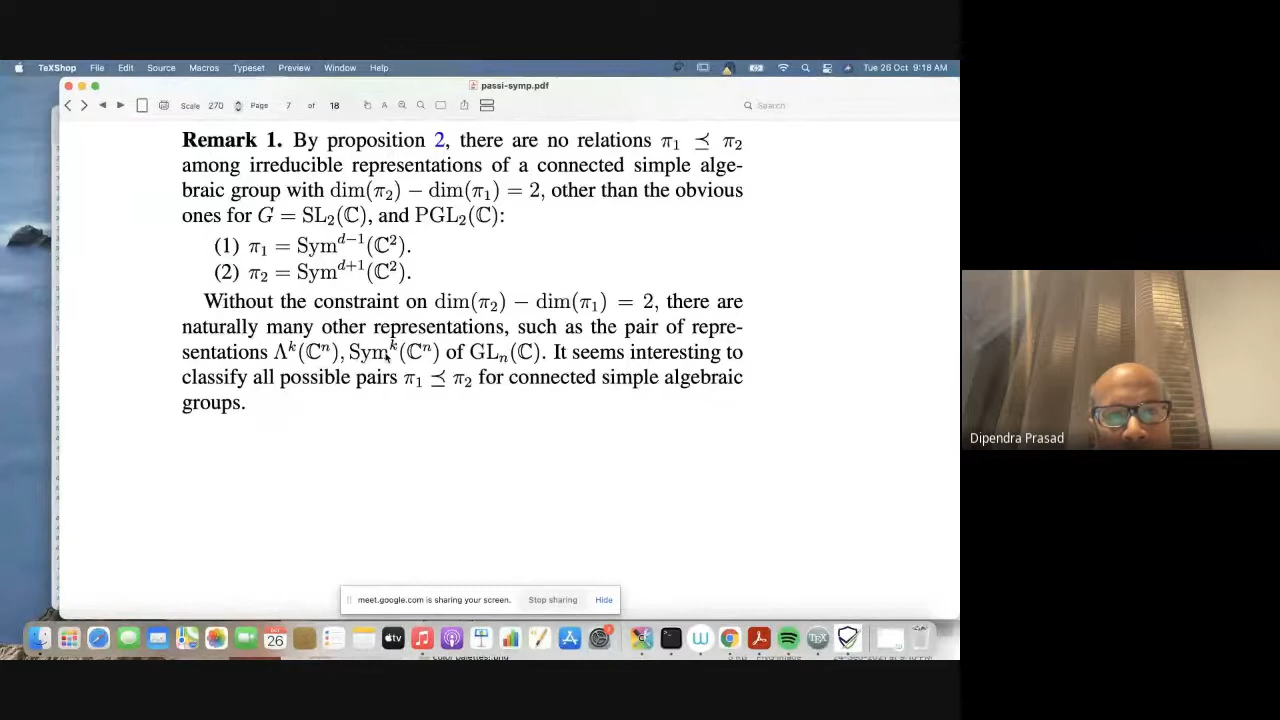 TeXShop File Edit Source Macros Typeset Preview Window Help Tue 26 Oct 9:18 AM
passi-symp.pdf
Scale 270 Page 7 of 18 Search
Remark 1. By proposition 2, there are no relations π₁ ⪯ π₂
among irreducible representations of a connected simple alge-
braic group with dim(π₂) − dim(π₁) = 2, other than the obvious
ones for G = SL₂(ℂ), and PGL₂(ℂ):
(1) π₁ = Sym^{d−1}(ℂ²).
(2) π₂ = Sym^{d+1}(ℂ²).
Without the constraint on dim(π₂) − dim(π₁) = 2, there are
naturally many other representations, such as the pair of repre-
sentations Λᵏ(ℂⁿ), Symᵏ(ℂⁿ) of GLₙ(ℂ). It seems interesting to
classify all possible pairs π₁ ⪯ π₂ for connected simple algebraic
groups.
Dipendra Prasad
meet.google.com is sharing your screen. Stop sharing Hide